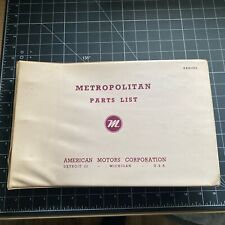 METROPOLITAN
PARTS LIST
M
AMERICAN MOTORS CORPORATION
DETROIT 32 - MICHIGAN - U.S.A.